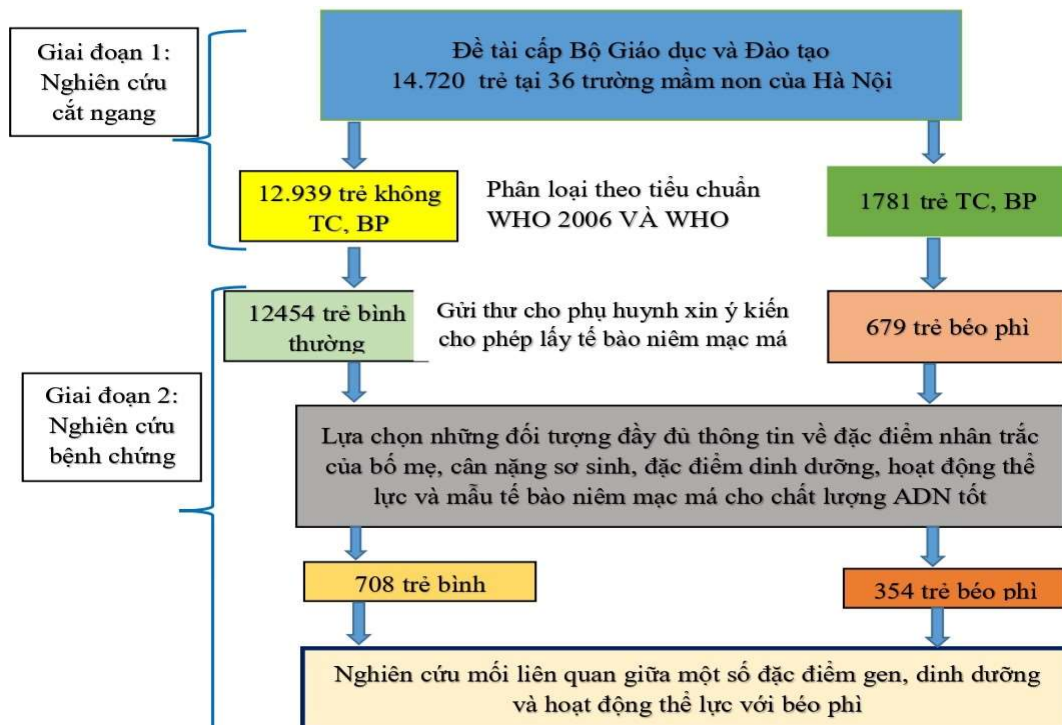 Giai đoạn 1:
Nghiên cứu
cắt ngang
Đề tài cấp Bộ Giáo dục và Đào tạo
14.720 trẻ tại 36 trường mầm non của Hà Nội
12.939 trẻ không
TC, BP
Phân loại theo tiểu chuẩn
WHO 2006 VÀ WHO
1781 trẻ TC, BP
12454 trẻ bình
thường
Gửi thư cho phụ huynh xin ý kiến
cho phép lấy tế bào niêm mạc má
679 trẻ béo phì
Giai đoạn 2:
Nghiên cứu
bệnh chứng
Lựa chọn những đối tượng đầy đủ thông tin về đặc điểm nhân trắc
của bố mẹ, cân nặng sơ sinh, đặc điểm dinh dưỡng, hoạt động thể
lực và mẫu tế bào niêm mạc má cho chất lượng ADN tốt
708 trẻ bình
354 trẻ béo phì
Nghiên cứu mối liên quan giữa một số đặc điểm gen, dinh dưỡng
và hoạt động thể lực với béo phì